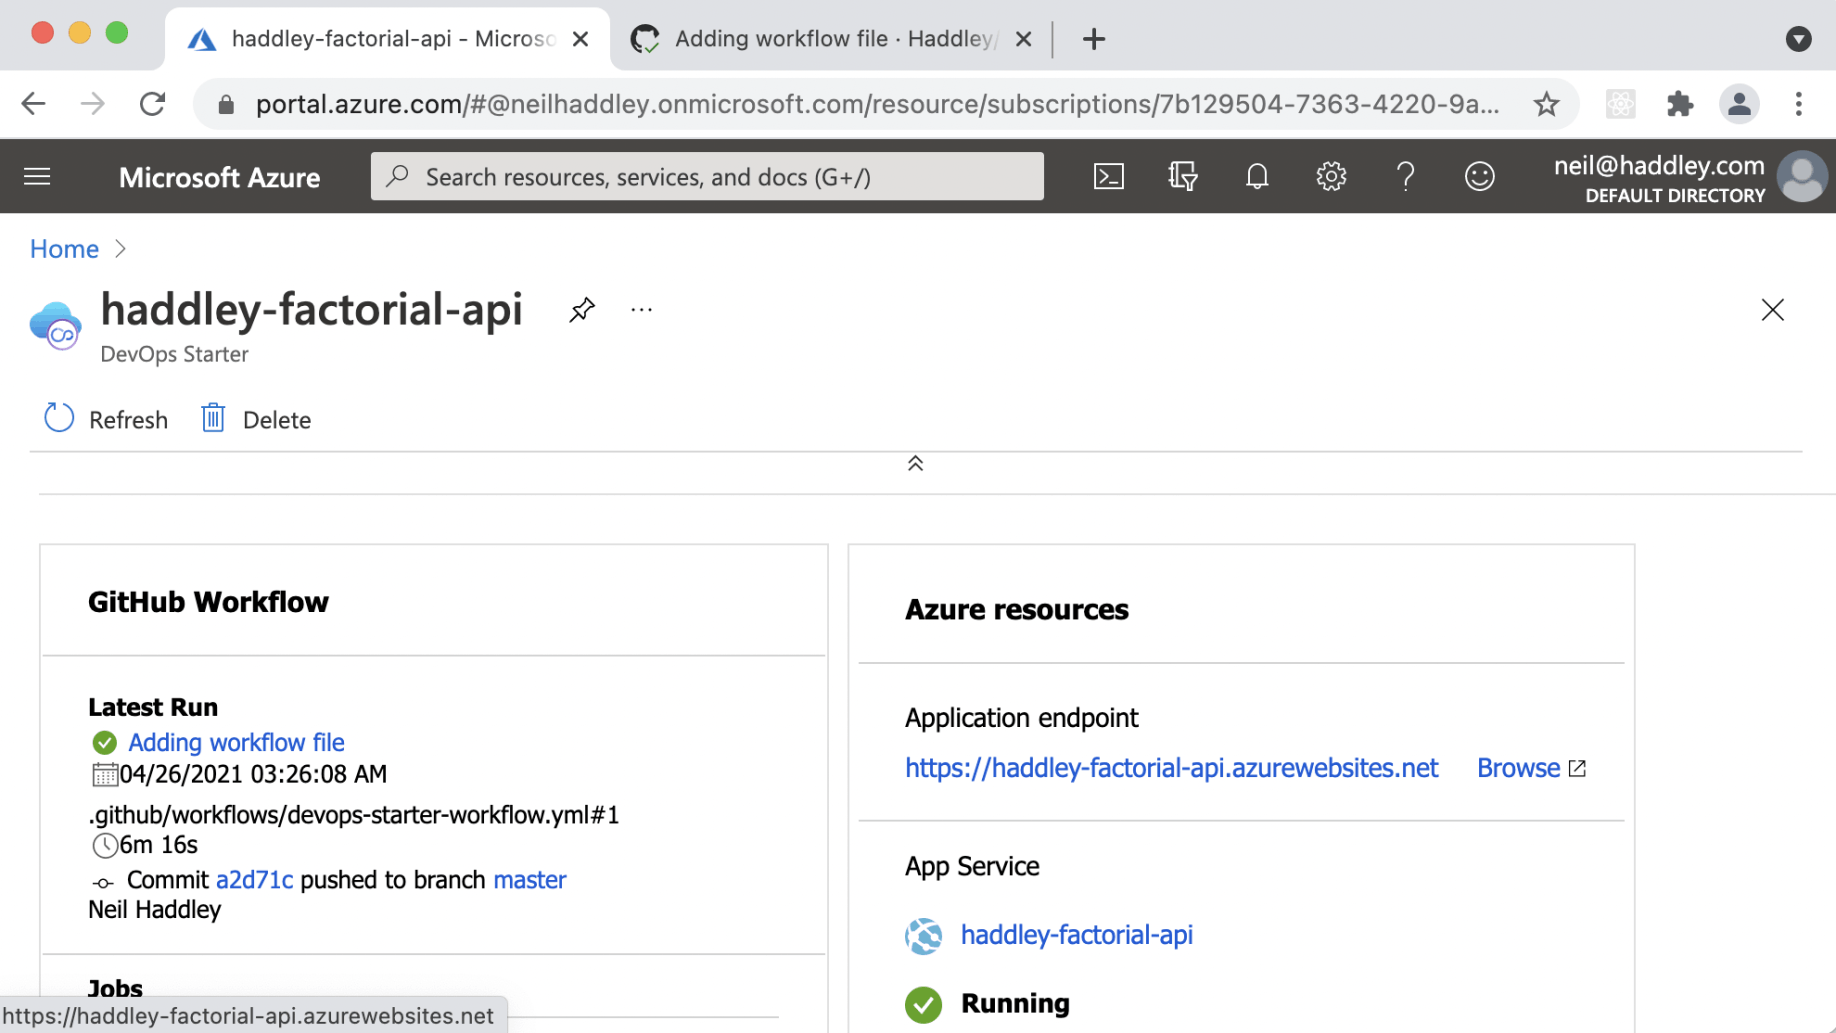 haddley-factorial-api - Microso
Adding workflow file · Haddley/
portal.azure.com/#@neilhaddley.onmicrosoft.com/resource/subscriptions/7b129504-7363-4220-9a...
Microsoft Azure
Search resources, services, and docs (G+/)
neil@haddley.com
DEFAULT DIRECTORY
Home
haddley-factorial-api
DevOps Starter
Refresh
Delete
GitHub Workflow
Latest Run
Adding workflow file
04/26/2021 03:26:08 AM
.github/workflows/devops-starter-workflow.yml#1
6m 16s
Commit a2d71c pushed to branch master
Neil Haddley
Jobs
Azure resources
Application endpoint
https://haddley-factorial-api.azurewebsites.net Browse
App Service
haddley-factorial-api
Running
https://haddley-factorial-api.azurewebsites.net